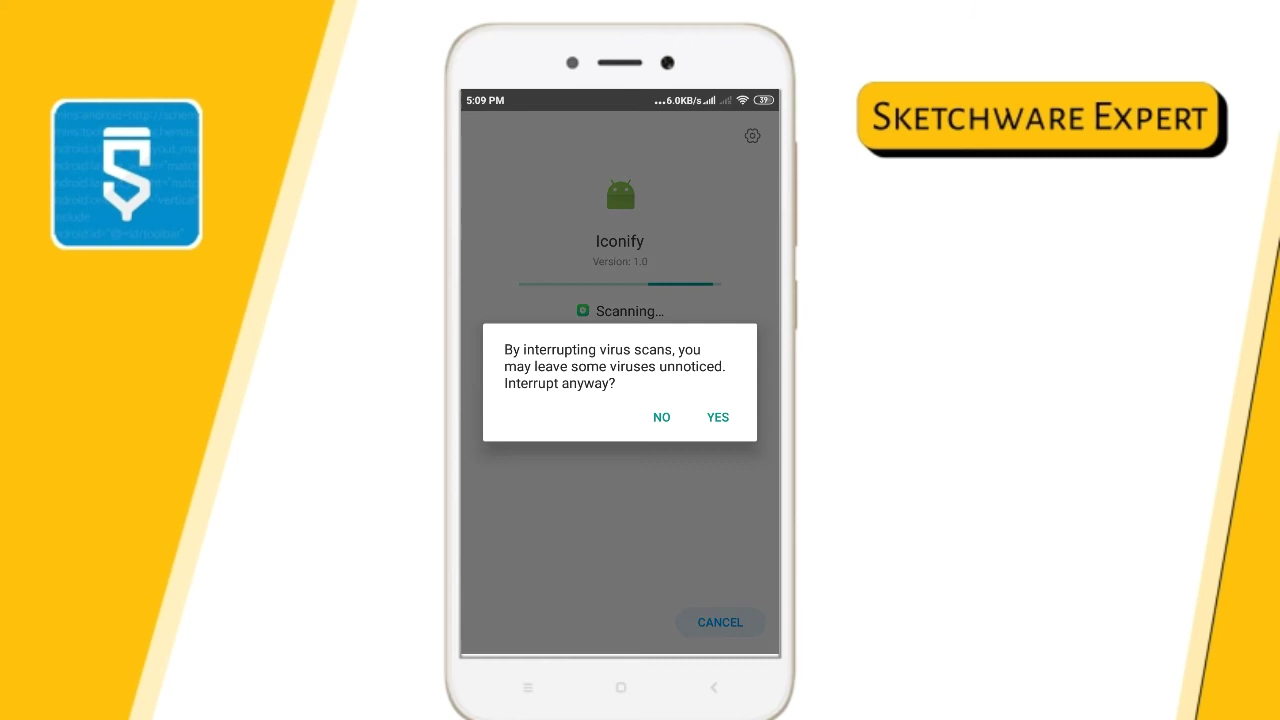 SKETCHWARE EXPERT
5:09 PM
...6.0KB/s
39
Iconify
Version: 1.0
Scanning...
By interrupting virus scans, you
may leave some viruses unnoticed.
Interrupt anyway?
NO YES
CANCEL